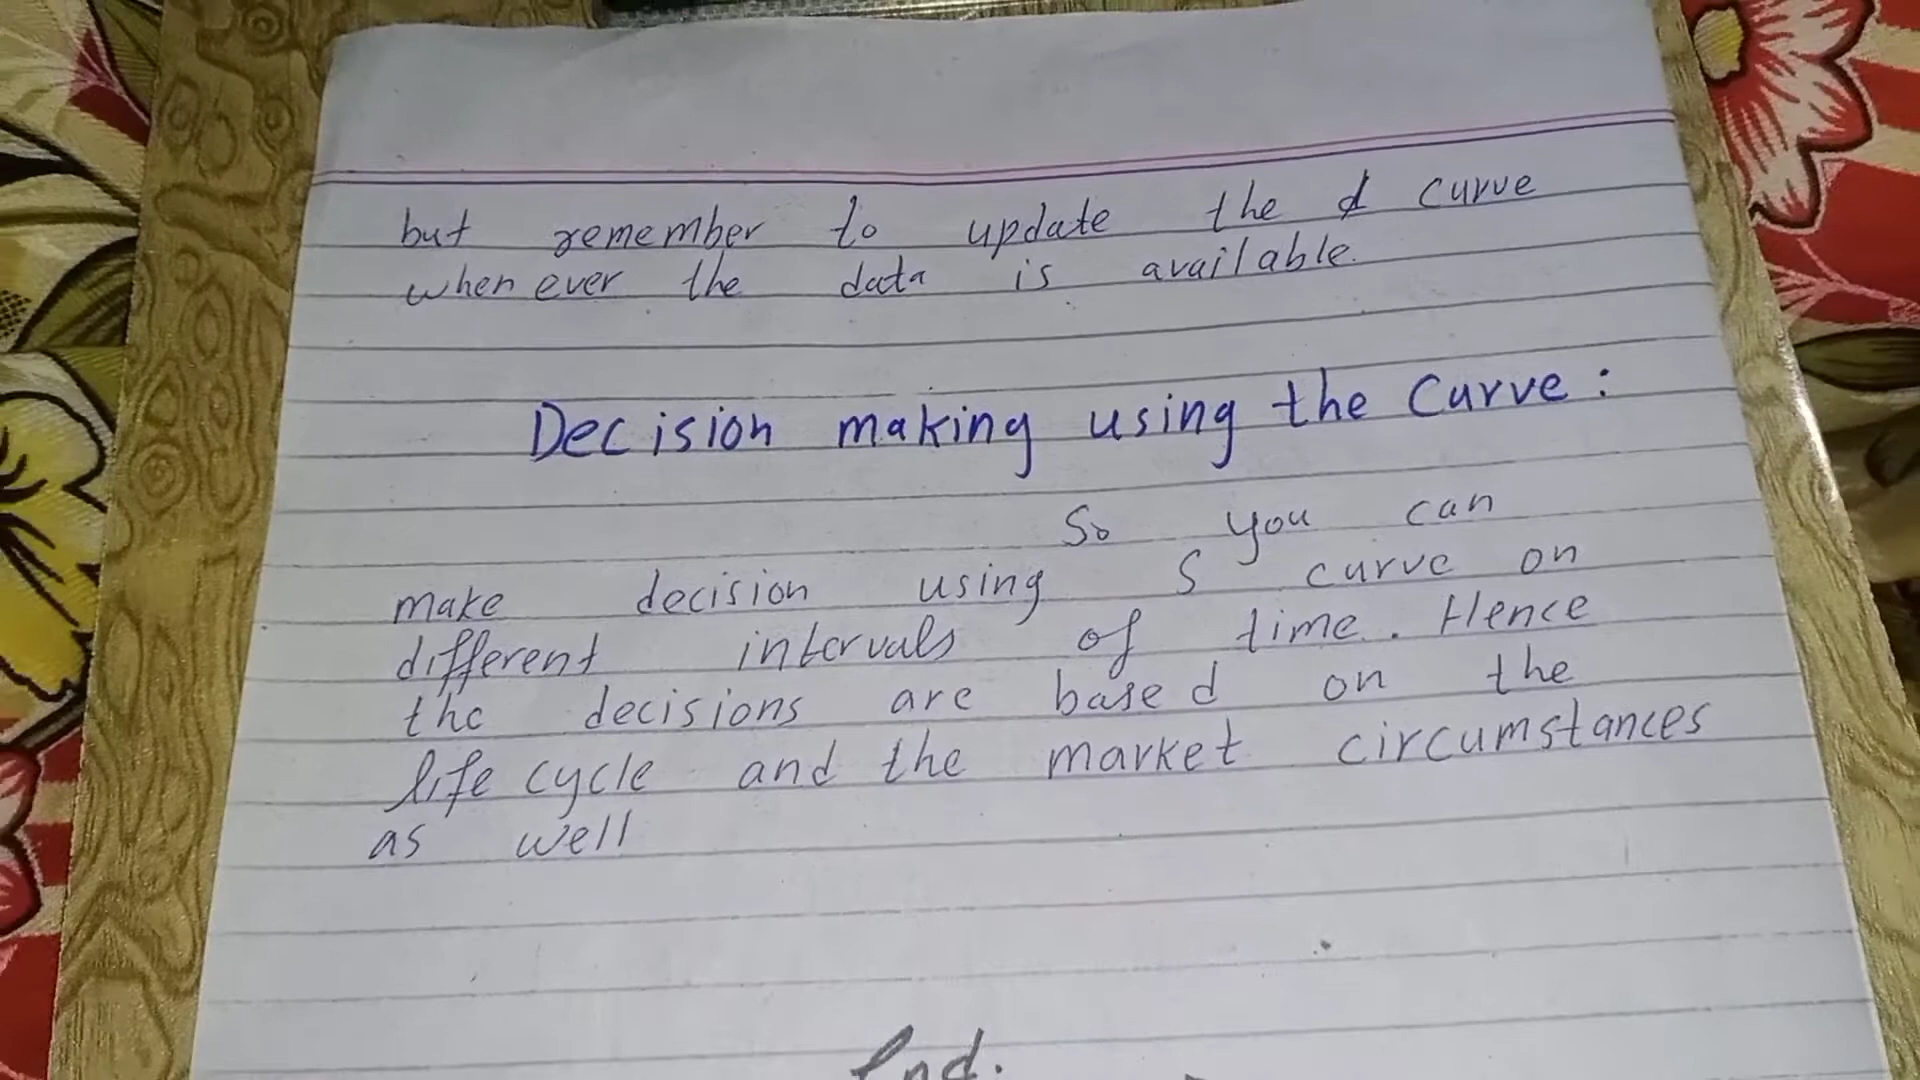 but remember to update the d curve
when ever the data is available.
Decision making using the Curve :
So you can
make decision using S curve on
different intervals of time. Hence
the decisions are based on the
life cycle and the market circumstances
as well
End.